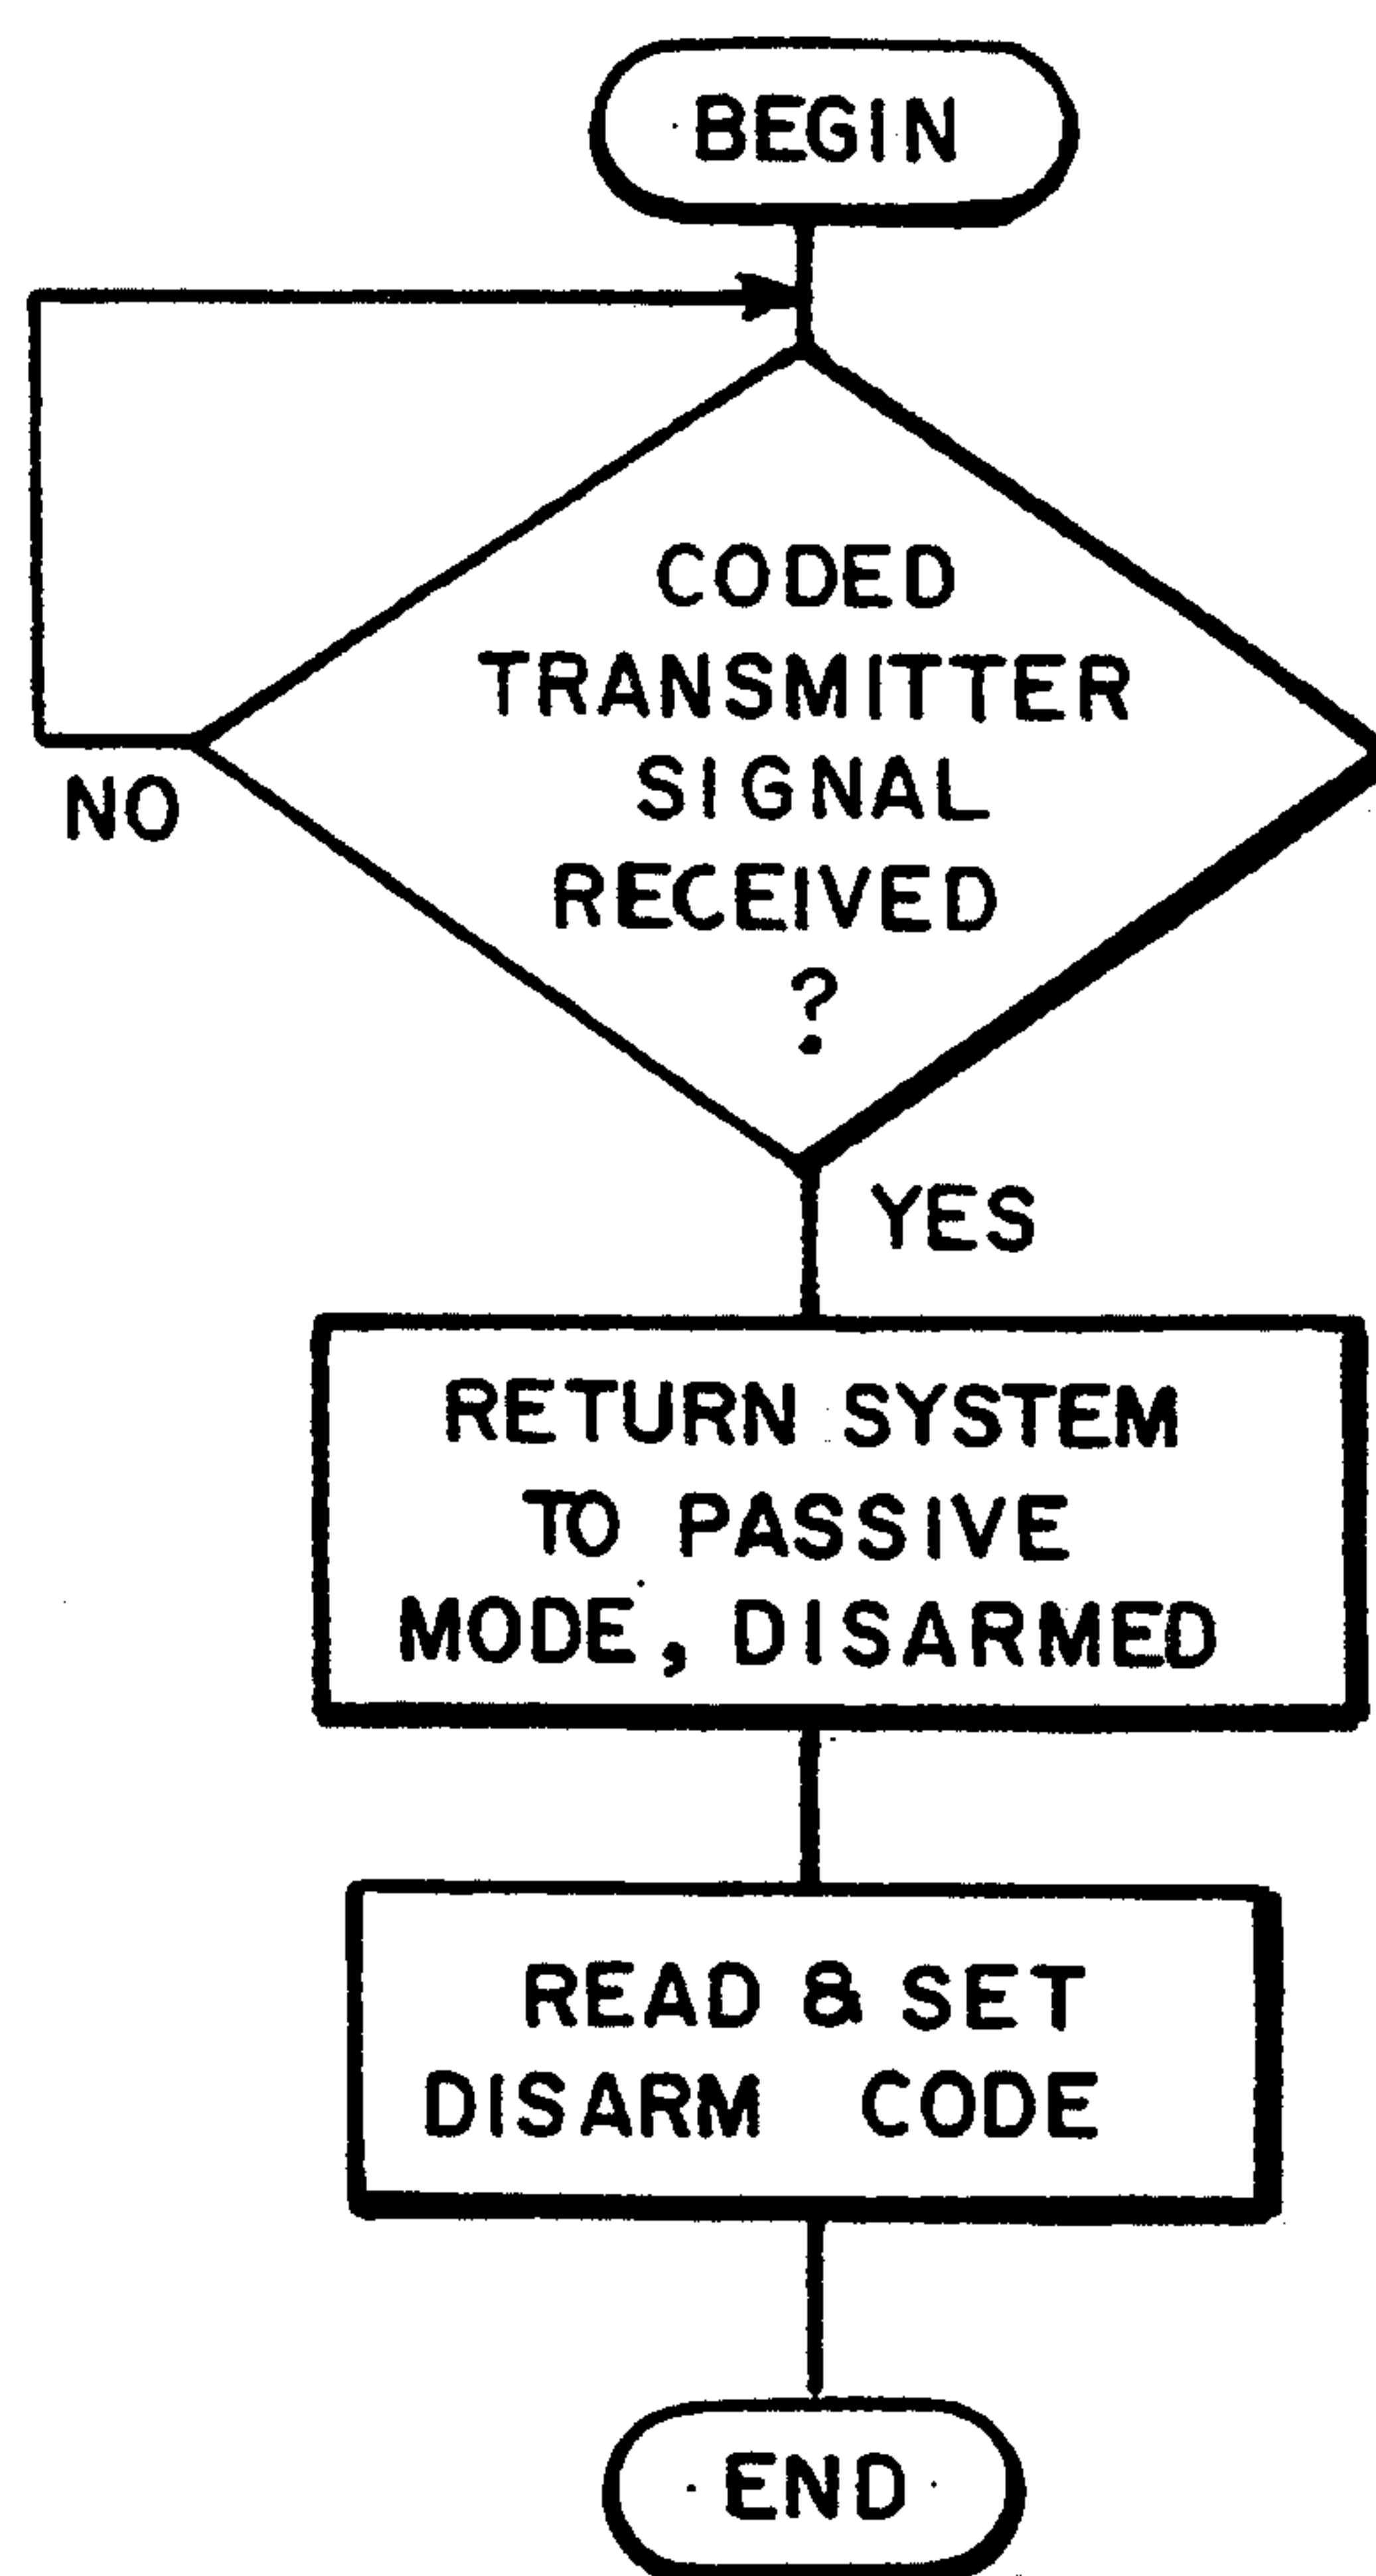 BEGIN
CODED
TRANSMITTER
SIGNAL
RECEIVED
?
NO
YES
RETURN SYSTEM
TO PASSIVE
MODE, DISARMED
READ & SET
DISARM CODE
END